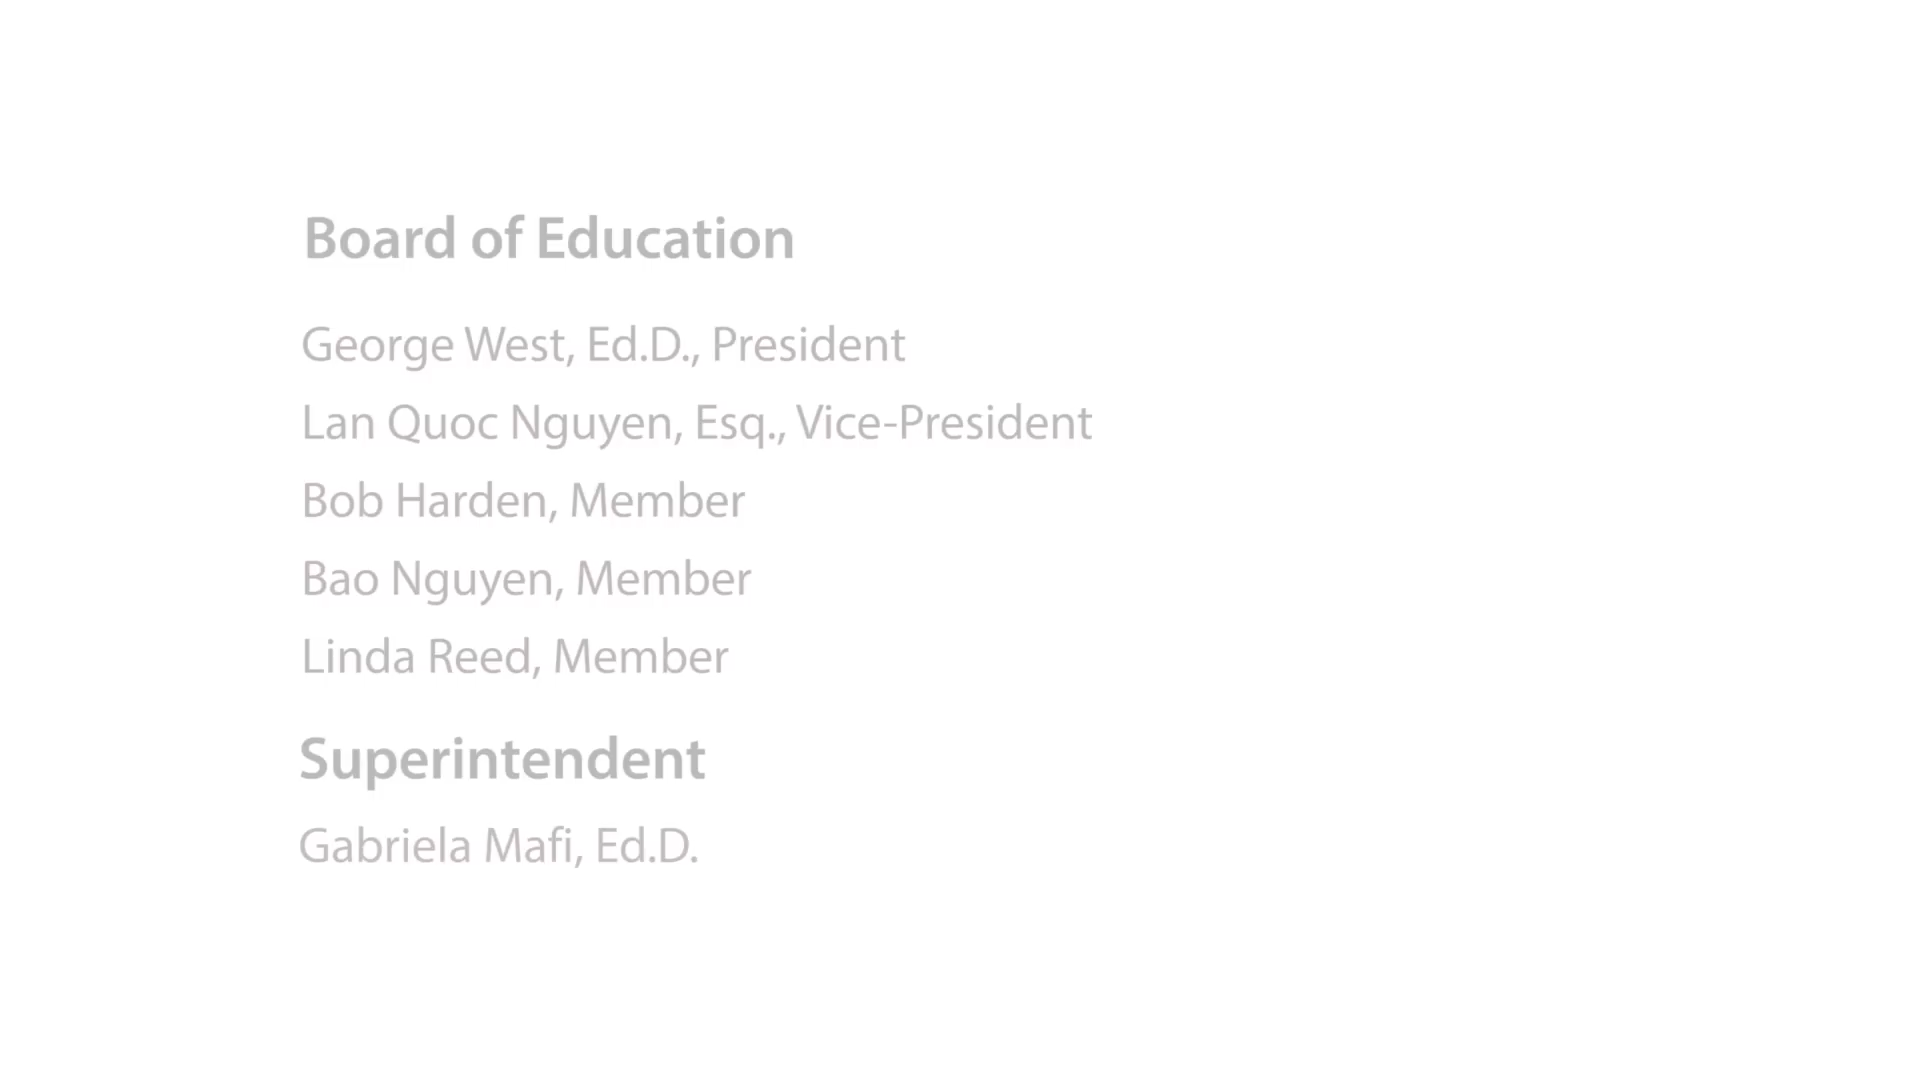 Board of Education
George West, Ed.D., President
Lan Quoc Nguyen, Esq., Vice-President
Bob Harden, Member
Bao Nguyen, Member
Linda Reed, Member
Superintendent
Gabriela Mafi, Ed.D.